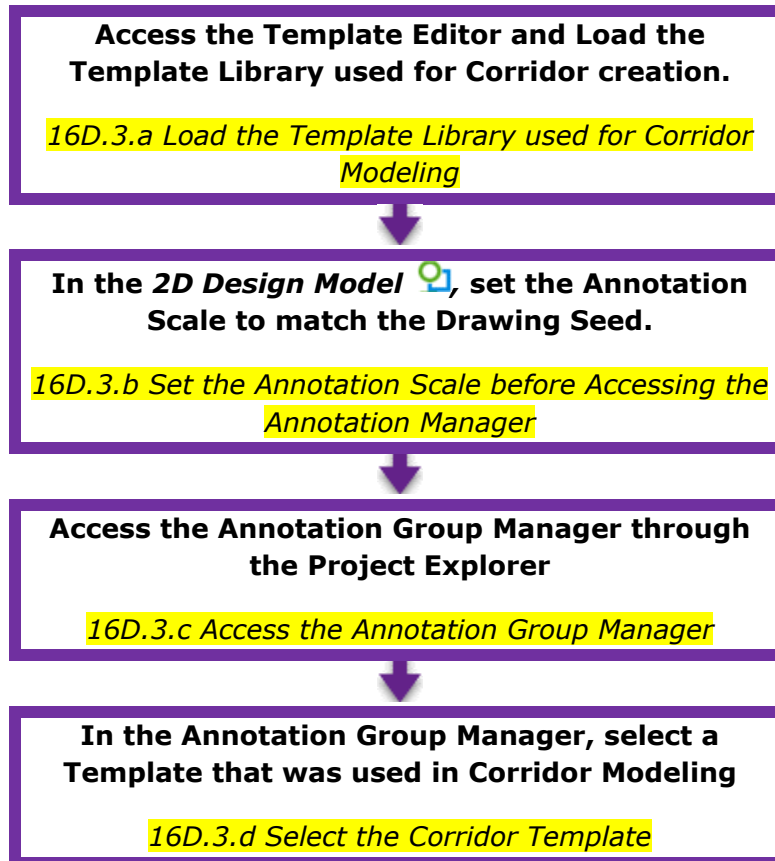 Access the Template Editor and Load the
Template Library used for Corridor creation.
16D.3.a Load the Template Library used for Corridor
Modeling
In the 2D Design Model , set the Annotation
Scale to match the Drawing Seed.
16D.3.b Set the Annotation Scale before Accessing the
Annotation Manager
Access the Annotation Group Manager through
the Project Explorer
16D.3.c Access the Annotation Group Manager
In the Annotation Group Manager, select a
Template that was used in Corridor Modeling
16D.3.d Select the Corridor Template